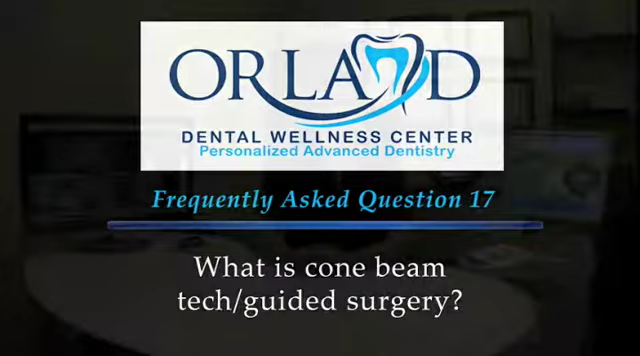 ORLAND
DENTAL WELLNESS CENTER
Personalized Advanced Dentistry
Frequently Asked Question 17
What is cone beam
tech/guided surgery?